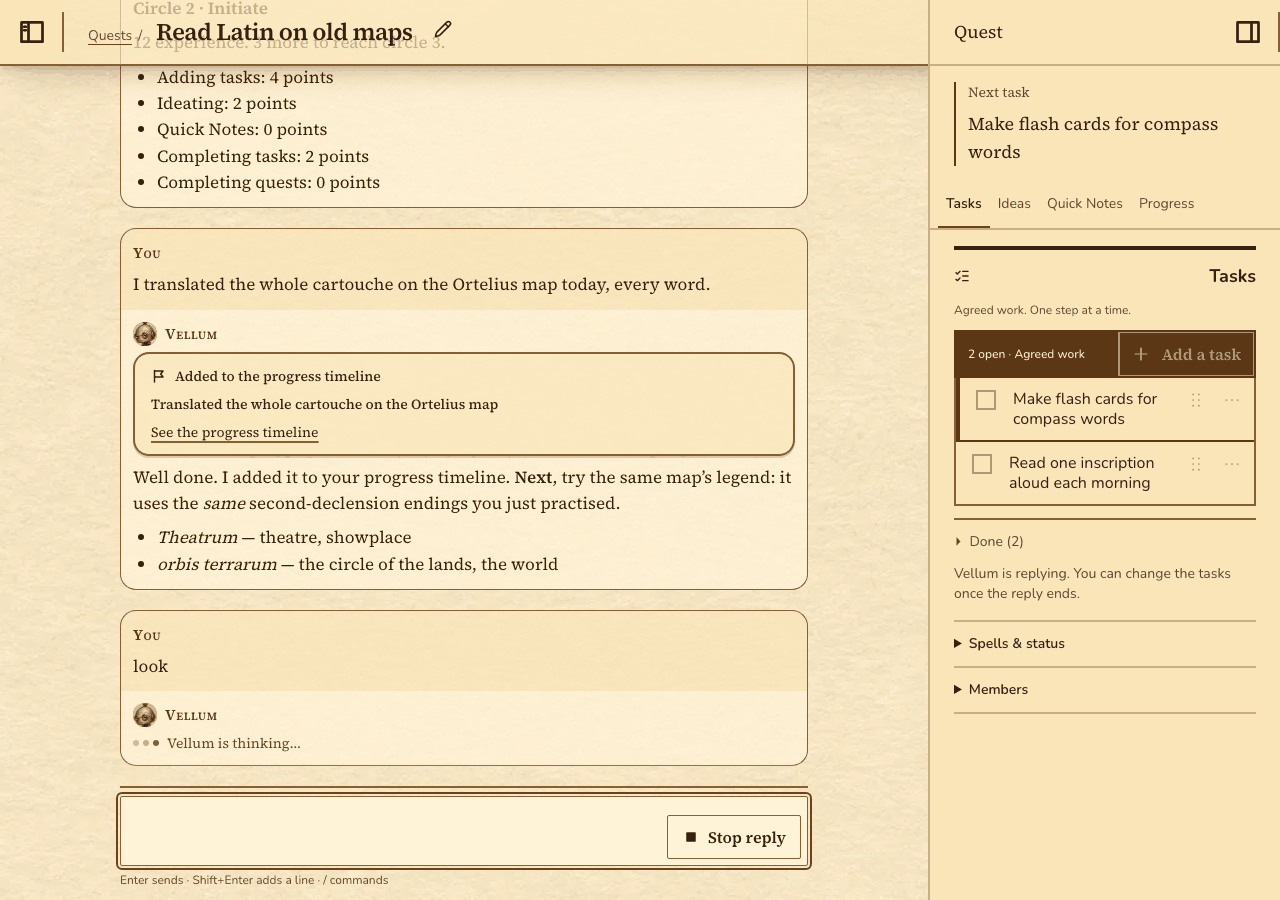 Circle 2 · Initiate
Quests / Read Latin on old maps
12 experience. 3 more to reach circle 3.
Adding tasks: 4 points
Ideating: 2 points
Quick Notes: 0 points
Completing tasks: 2 points
Completing quests: 0 points
You
I translated the whole cartouche on the Ortelius map today, every word.
Vellum
Added to the progress timeline
Translated the whole cartouche on the Ortelius map
See the progress timeline
Well done. I added it to your progress timeline. Next, try the same map’s legend: it
uses the same second-declension endings you just practised.
Theatrum — theatre, showplace
orbis terrarum — the circle of the lands, the world
You
look
Vellum
Vellum is thinking…
Stop reply
Enter sends · Shift+Enter adds a line · / commands
Quest
Next task
Make flash cards for compass
words
Tasks Ideas Quick Notes Progress
Tasks
Agreed work. One step at a time.
2 open · Agreed work
Add a task
Make flash cards for
compass words
Read one inscription
aloud each morning
Done (2)
Vellum is replying. You can change the tasks
once the reply ends.
Spells & status
Members